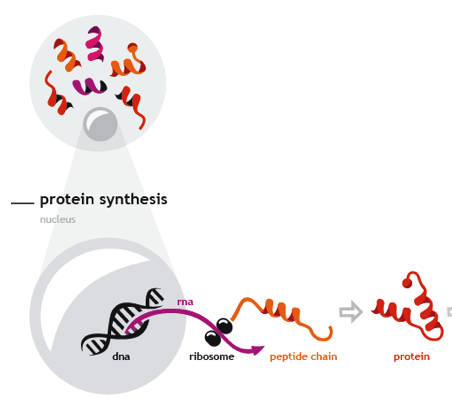 protein synthesis
nucleus
rna
dna
ribosome
peptide chain
protein